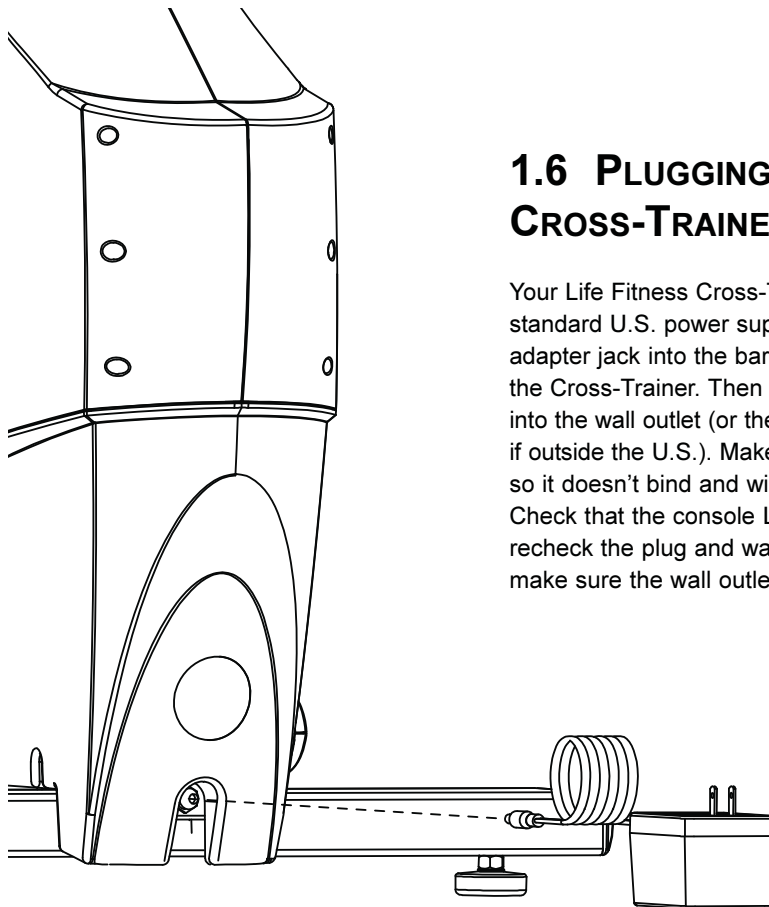 1.6 PLUGGING
CROSS-TRAINE
Your Life Fitness Cross-T
standard U.S. power sup
adapter jack into the bar
the Cross-Trainer. Then
into the wall outlet (or the
if outside the U.S.). Make
so it doesn’t bind and wi
Check that the console L
recheck the plug and wa
make sure the wall outle